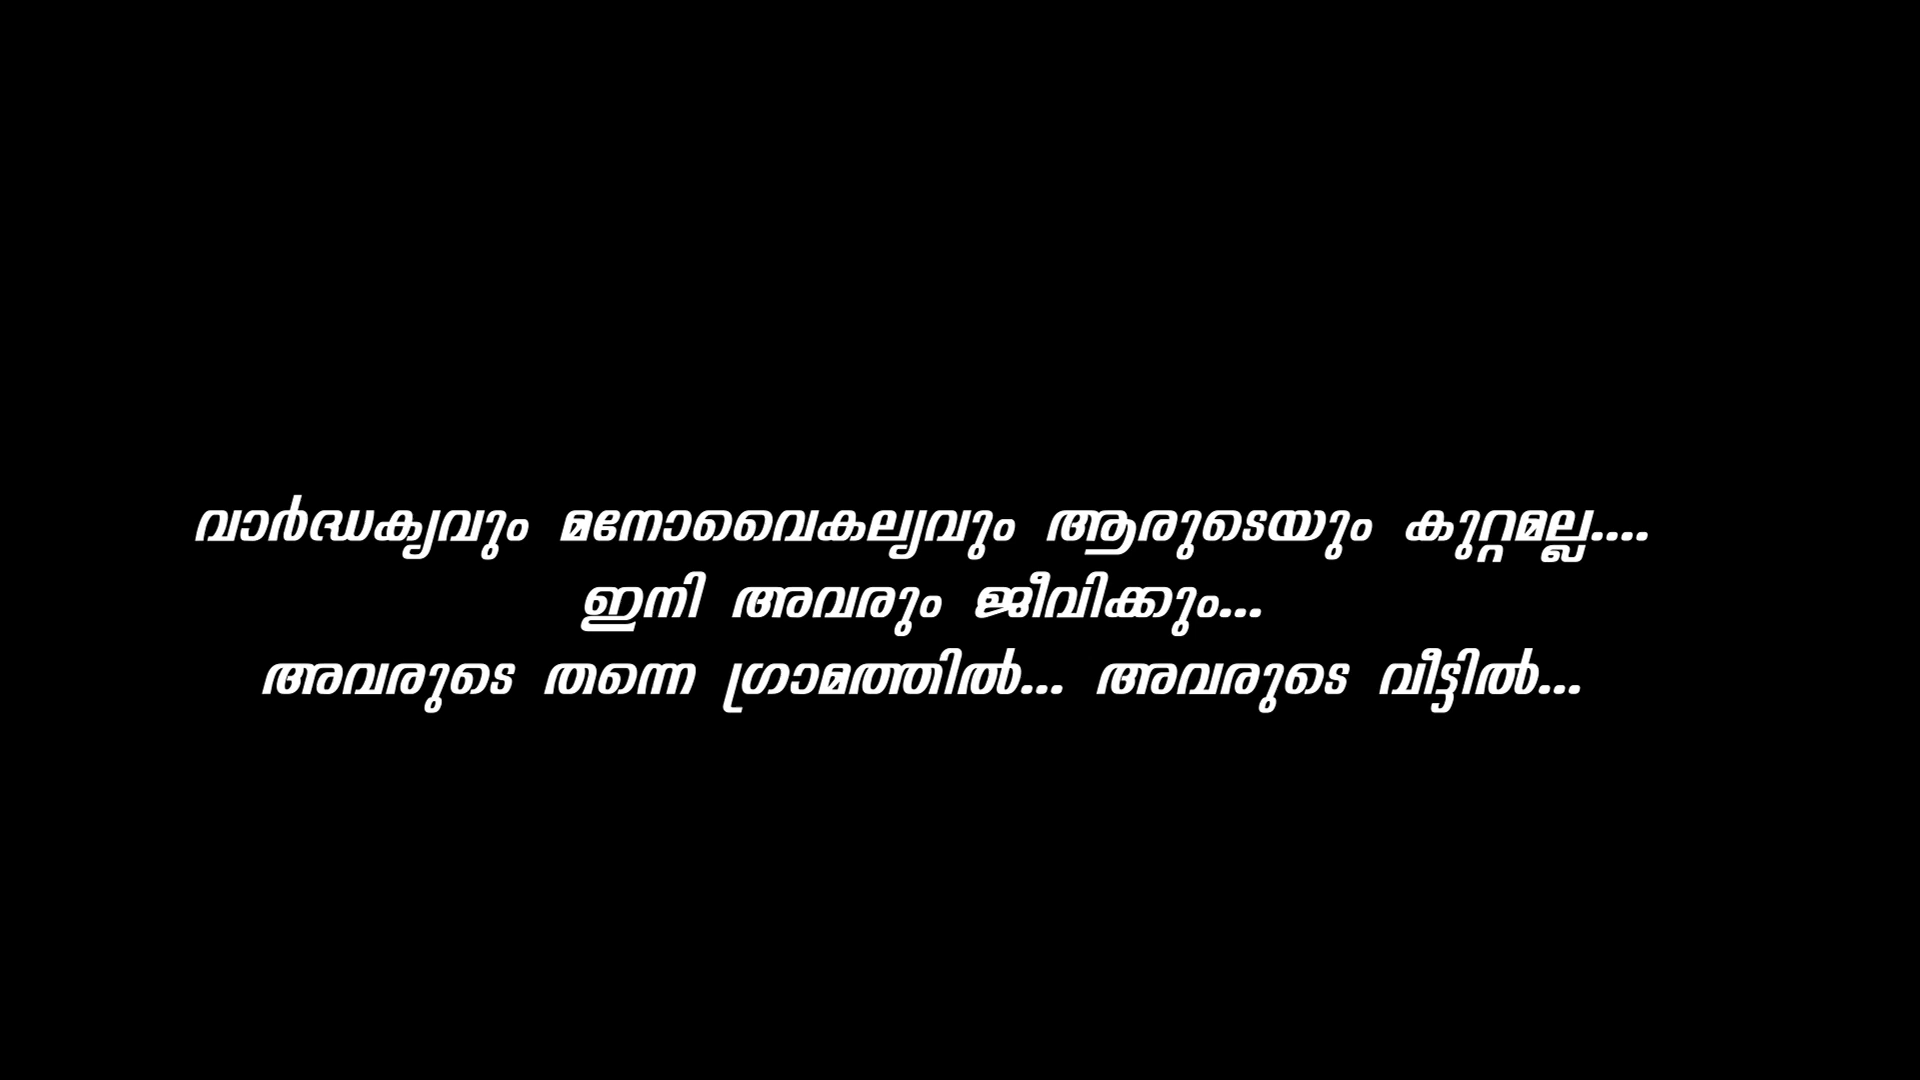 വാർദ്ധക്യവും മനോവൈകല്യവും ആരുടെയും കുറ്റമല്ല....
ഇനി അവരും ജീവിക്കും...
അവരുടെ തന്നെ ഗ്രാമത്തിൽ... അവരുടെ വീട്ടിൽ...